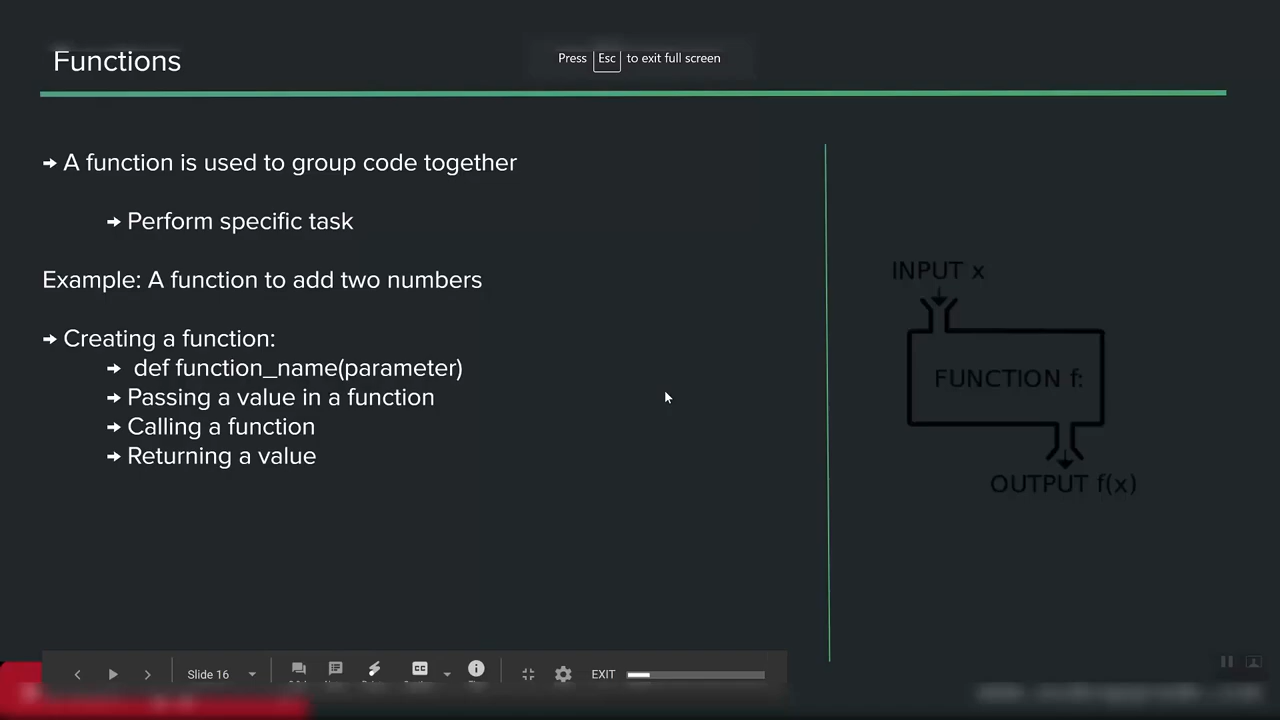 Functions
Press Esc to exit full screen
→ A function is used to group code together
→ Perform specific task
Example: A function to add two numbers
→ Creating a function:
→ def function_name(parameter)
→ Passing a value in a function
→ Calling a function
→ Returning a value
INPUT x
FUNCTION f:
OUTPUT f(x)
Slide 16
CC
EXIT